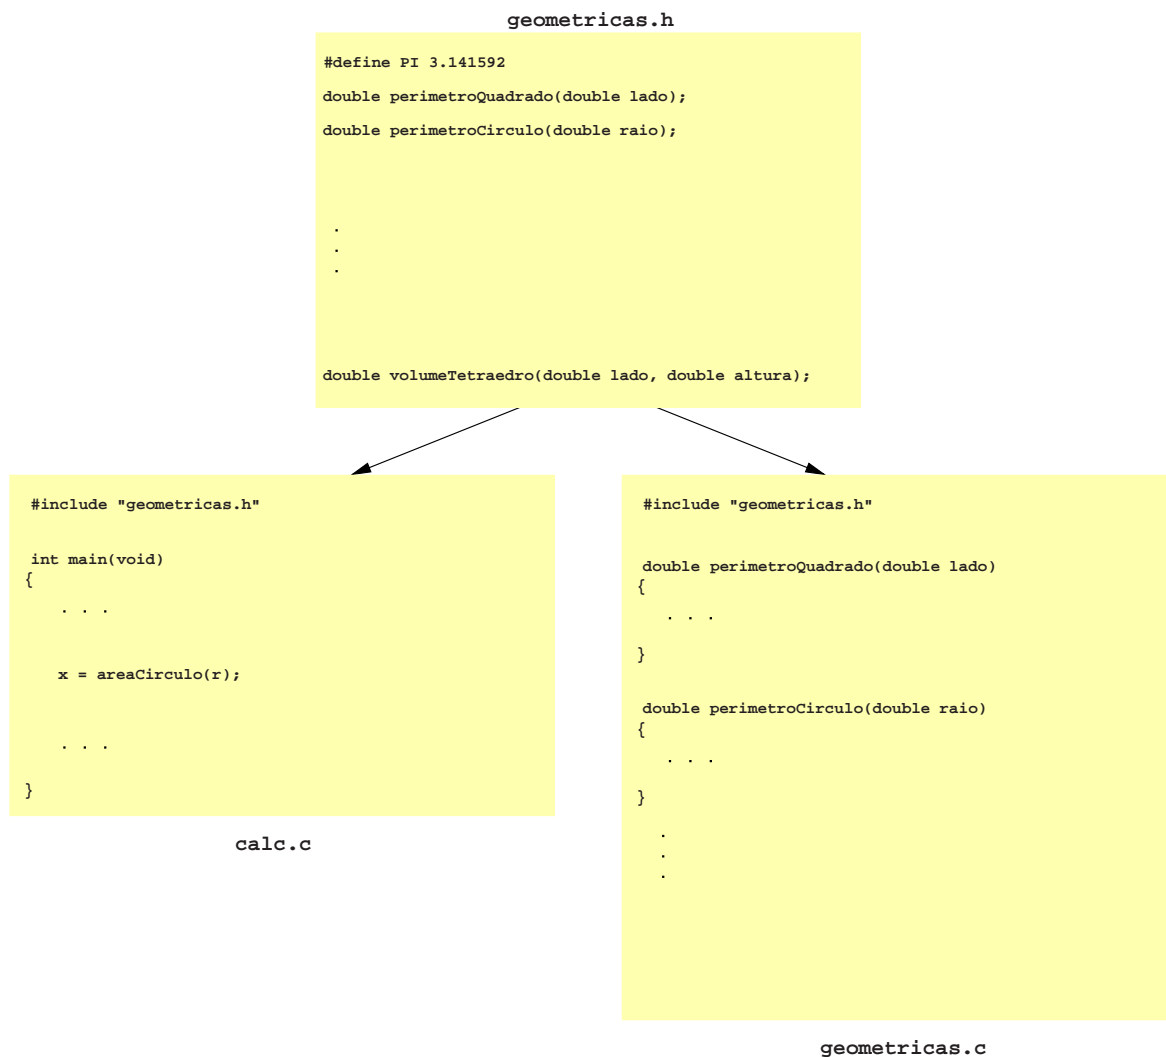 geometricas.h
#define PI 3.141592
double perimetroQuadrado(double lado);
double perimetroCirculo(double raio);
.
.
.
double volumeTetraedro(double lado, double altura);
#include "geometricas.h"
int main(void)
{
. . .
x = areaCirculo(r);
. . .
}
calc.c
#include "geometricas.h"
double perimetroQuadrado(double lado)
{
. . .
}
double perimetroCirculo(double raio)
{
. . .
}
.
.
.
geometricas.c